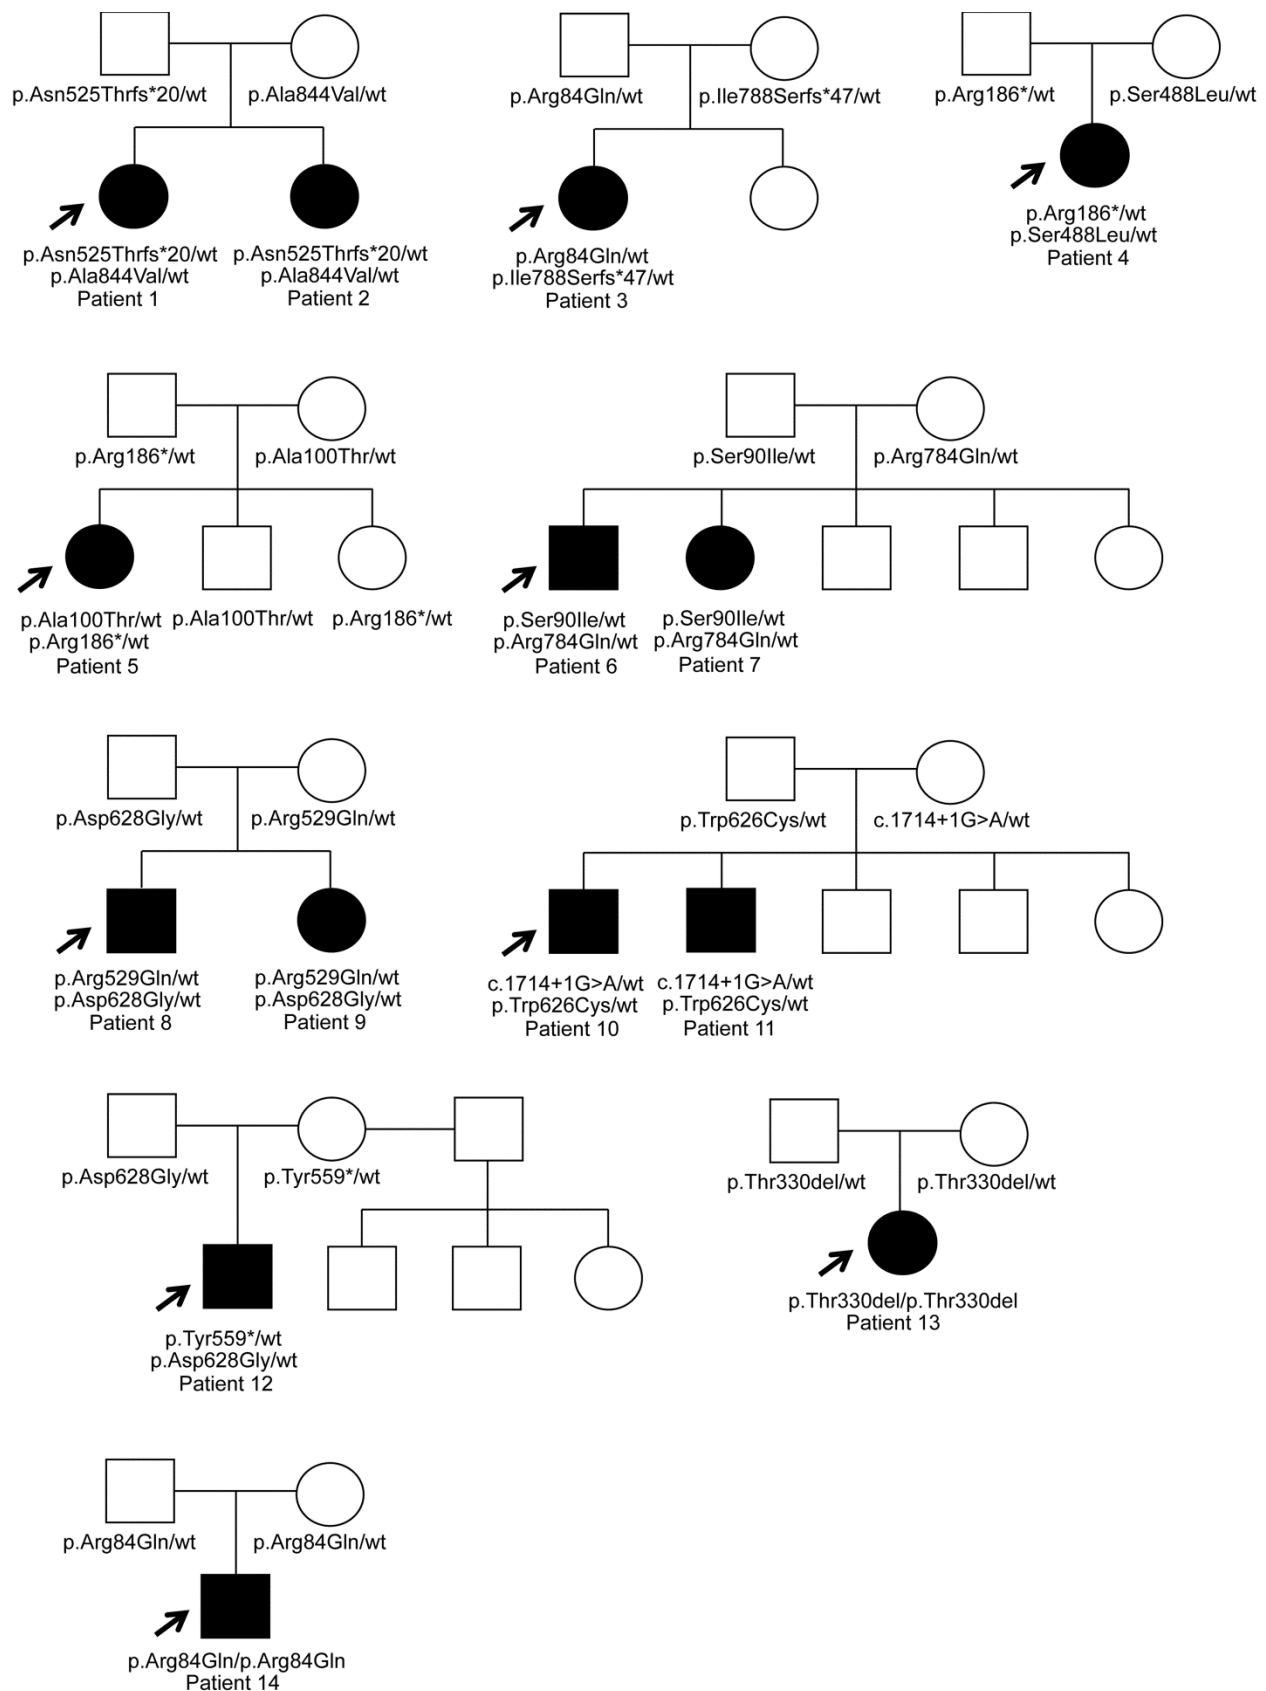 p.Asn525Thrfs*20/wt p.Ala844Val/wt
p.Asn525Thrfs*20/wt p.Asn525Thrfs*20/wt
p.Ala844Val/wt p.Ala844Val/wt
Patient 1 Patient 2
p.Arg84Gln/wt p.Ile788Serfs*47/wt
p.Arg84Gln/wt
p.Ile788Serfs*47/wt
Patient 3
p.Arg186*/wt p.Ser488Leu/wt
p.Arg186*/wt
p.Ser488Leu/wt
Patient 4
p.Arg186*/wt p.Ala100Thr/wt
p.Ala100Thr/wt p.Ala100Thr/wt p.Arg186*/wt
p.Arg186*/wt
Patient 5
p.Ser90Ile/wt p.Arg784Gln/wt
p.Ser90Ile/wt p.Ser90Ile/wt
p.Arg784Gln/wt p.Arg784Gln/wt
Patient 6 Patient 7
p.Asp628Gly/wt p.Arg529Gln/wt
p.Arg529Gln/wt p.Arg529Gln/wt
p.Asp628Gly/wt p.Asp628Gly/wt
Patient 8 Patient 9
p.Trp626Cys/wt c.1714+1G>A/wt
c.1714+1G>A/wt c.1714+1G>A/wt
p.Trp626Cys/wt p.Trp626Cys/wt
Patient 10 Patient 11
p.Asp628Gly/wt p.Tyr559*/wt
p.Tyr559*/wt
p.Asp628Gly/wt
Patient 12
p.Thr330del/wt p.Thr330del/wt
p.Thr330del/p.Thr330del
Patient 13
p.Arg84Gln/wt p.Arg84Gln/wt
p.Arg84Gln/p.Arg84Gln
Patient 14